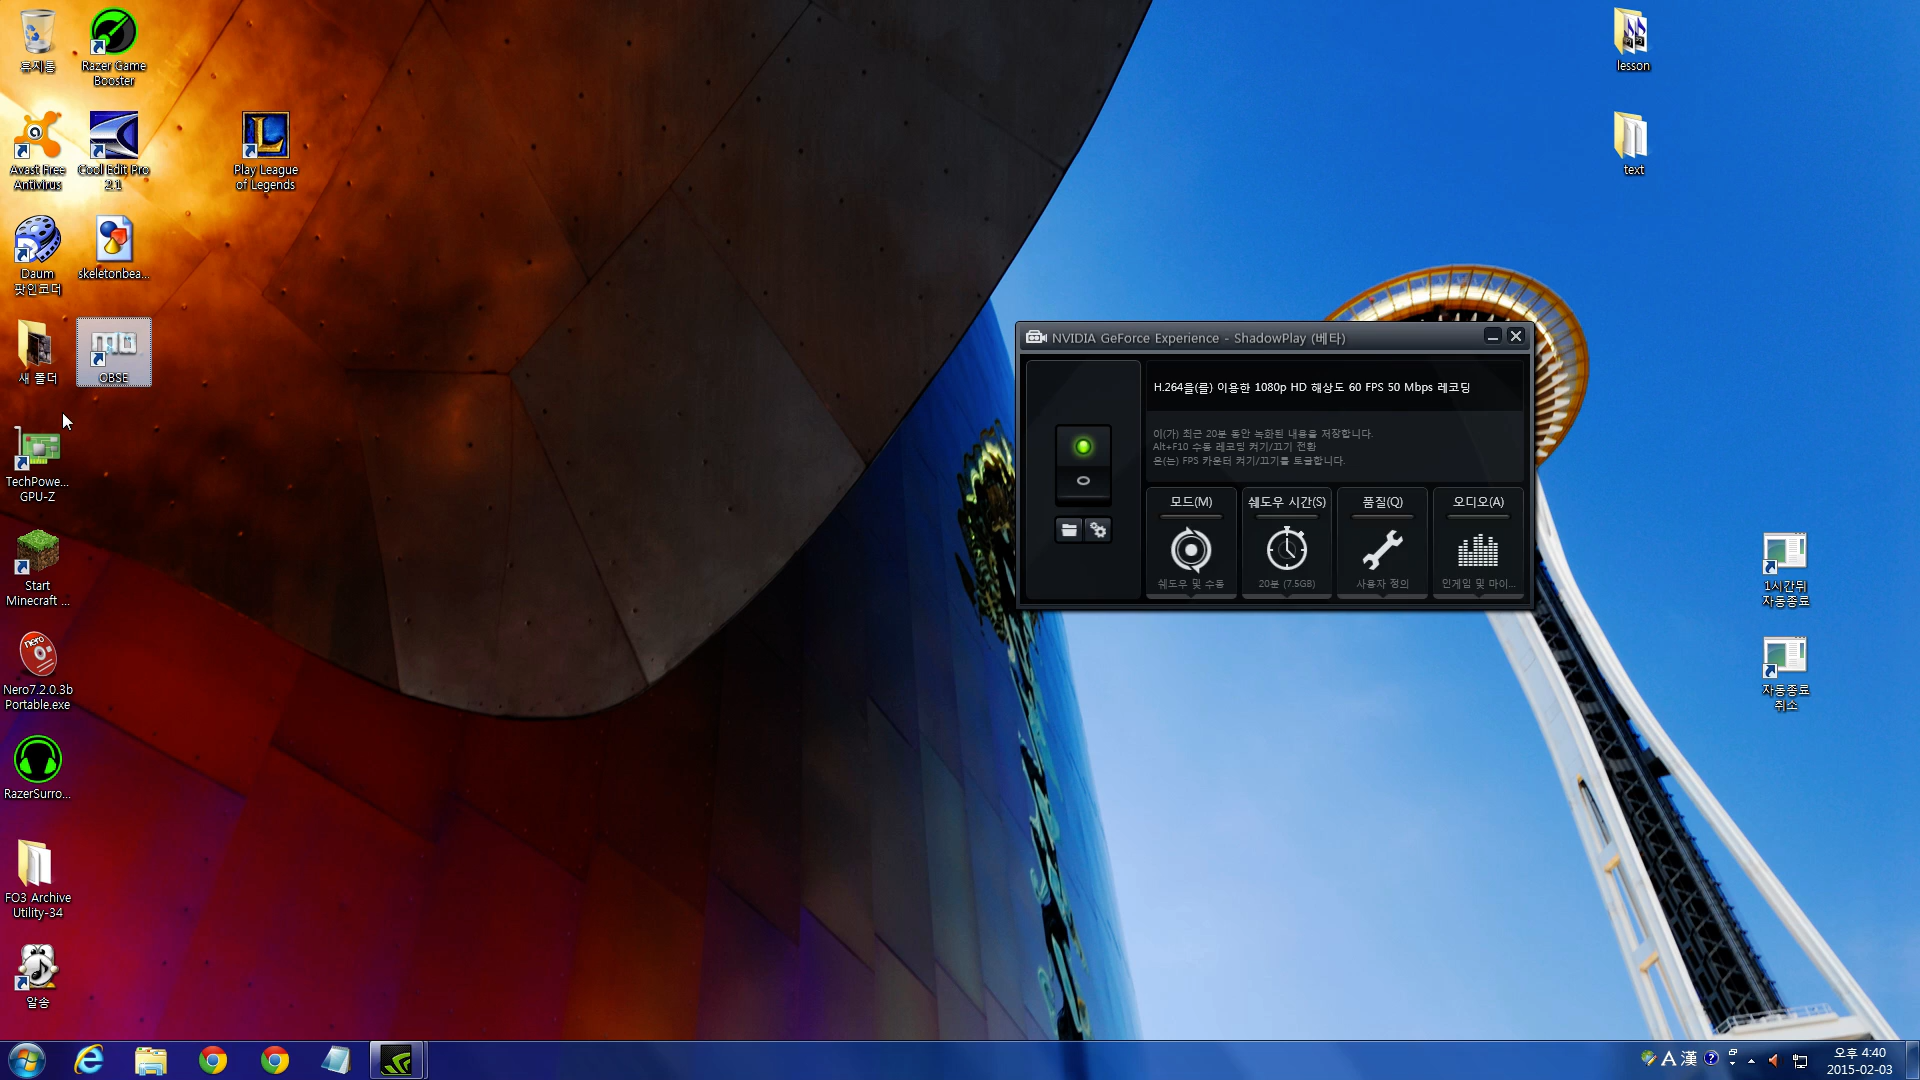 휴지통
Razer Game
Booster
Avast Free
Antivirus
Cool Edit Pro
2.1
Play League
of Legends
Daum
팟인코더
skeletonbea...
새 폴더
OBSE
TechPowe...
GPU-Z
Start
Minecraft ...
nero
Nero7.2.0.3b
Portable.exe
RazerSurro...
FO3 Archive
Utility-34
알송
lesson
text
NVIDIA GeForce Experience - ShadowPlay (베타)
H.264을(를) 이용한 1080p HD 해상도 60 FPS 50 Mbps 레코딩
이(가) 최근 20분 동안 녹화된 내용을 저장합니다.
Alt+F10 수동 레코딩 켜기/끄기 전환
은(는) FPS 카운터 켜기/끄기를 토글합니다.
모드(M)
쉐도우 시간(S)
품질(Q)
오디오(A)
쉐도우 및 수동
20분 (7.5GB)
사용자 정의
인게임 및 마이...
1시간뒤
자동종료
자동종료
취소
A 漢
오후 4:40
2015-02-03